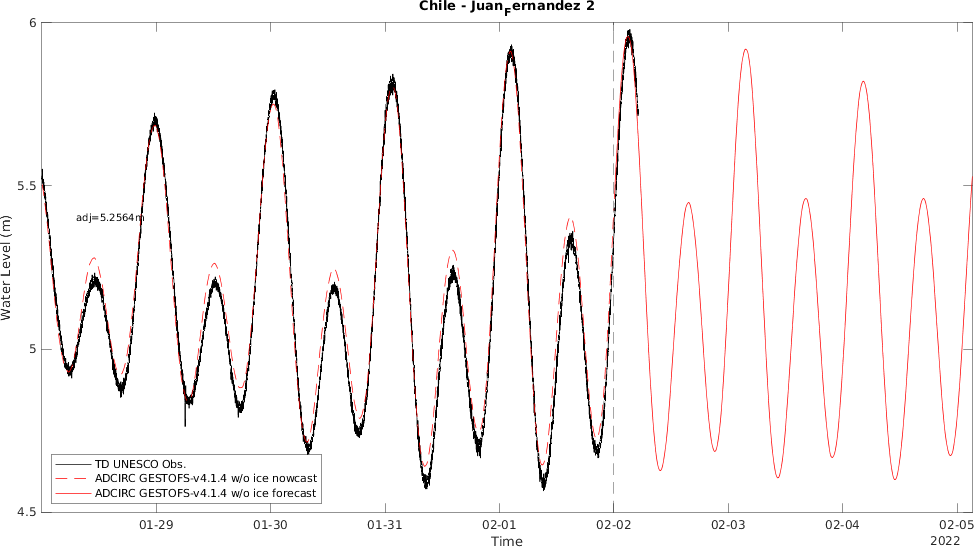 Chile - Juan_Fernandez 2
Water Level (m)
6
5.5
5
4.5
adj=5.2564m
TD UNESCO Obs.
ADCIRC GESTOFS-v4.1.4 w/o ice nowcast
ADCIRC GESTOFS-v4.1.4 w/o ice forecast
01-29 01-30 01-31 02-01 02-02 02-03 02-04 02-05
Time
2022